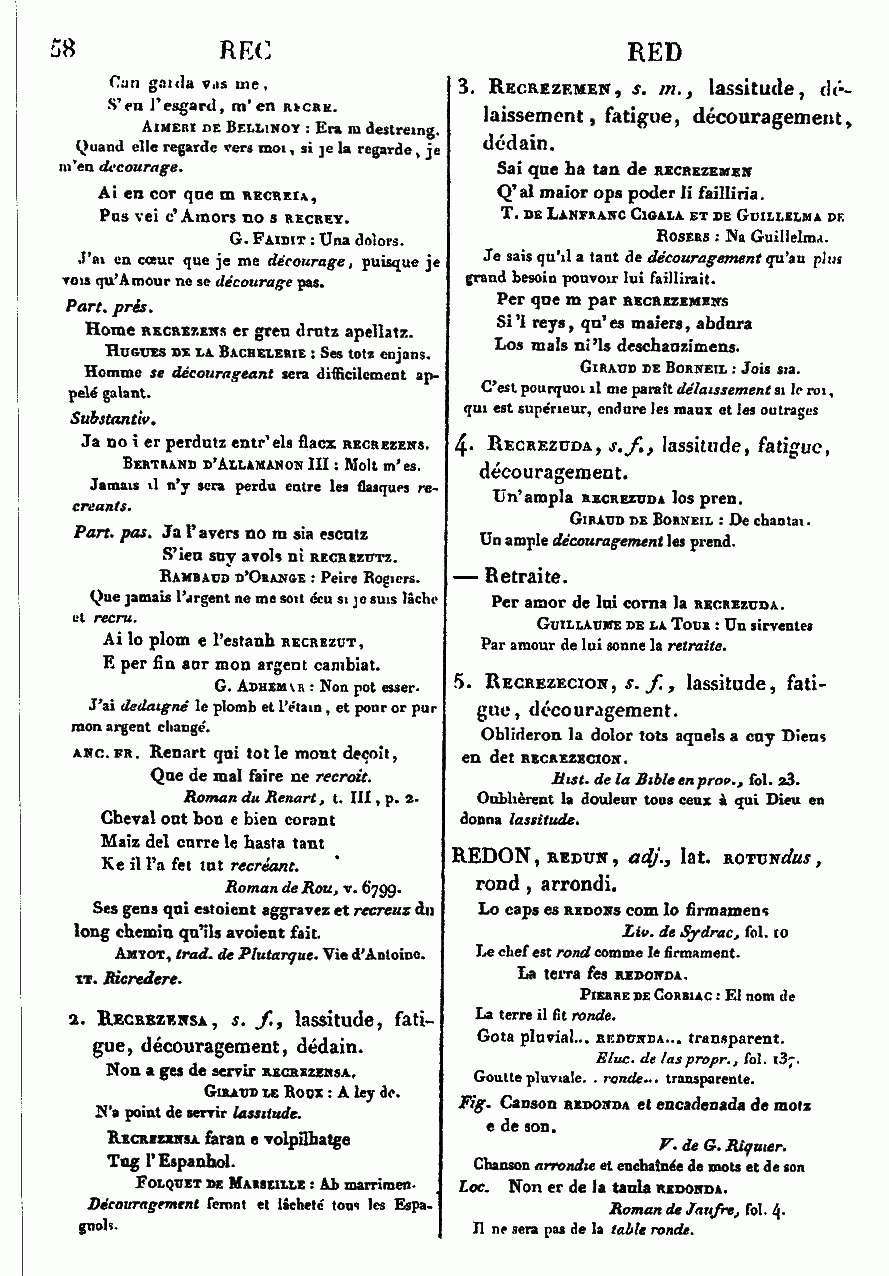 58 REC RED
Can garda vas me,
S'en l'esgard, m'en RECRE.
AIMERI DE BELLINOY : Era m destreing.
Quand elle regarde vers moi, si je la regarde, je
m'en décourage.
Ai en cor que m RECREIA,
Pus vei c'Amors no s RECREY.
G. FAIDIT : Una dolors.
J'ai en cœur que je me décourage, puisque je
vois qu'Amour ne se décourage pas.
Part. prés.
Home RECREZENS er greu drutz apellatz.
HUGUES DE LA BACHELERIE : Ses totz enjans.
Homme se décourageant sera difficilement ap-
pelé galant.
Substantiv.
Ja no i er perdutz entr'els flacx RECREZENS.
BERTRAND D'ALLAMANON III : Molt m'es.
Jamais il n'y sera perdu entre les flasques re-
creants.
Part. pas. Ja l'avers no m sia escutz
S'ieu suy avols ni RECREZUTZ.
RAMBAUD D'ORANGE : Peire Rogiers.
Que jamais l'argent ne me soit écu si je suis lâche
et recru.
Ai lo plom e l'estanh RECREZUT,
E per fin aur mon argent cambiat.
G. ADHEMAR : Non pot esser.
J'ai dedaigné le plomb et l'étain, et pour or pur
mon argent changé.
ANC. FR. Renart qui tot le mont deçoit,
Que de mal faire ne recroit.
Roman du Renart, t. III, p. 2.
Cheval ont bon e bien corant
Maiz del curre le hasta tant
Ke il l'a fet tut recréant.
Roman de Rou, v. 6799.
Ses gens qui estoient aggravez et recreuz du
long chemin qu'ils avoient fait.
AMYOT, trad. de Plutarque. Vie d'Antoine.
IT. Ricredere.
2. RECREZENSA, s. f., lassitude, fati-
gue, découragement, dédain.
Non a ges de servir RECREZENSA.
GIRAUD LE ROUX : A ley de.
N'a point de servir lassitude.
RECREZENSA faran e volpilhatge
Tug l'Espanhol.
FOLQUET DE MARSEILLE : Ab marrimen.
Découragement feront et lâcheté tous les Espa-
gnols.
3. RECREZEMEN, s. m., lassitude, dé-
laissement, fatigue, découragement,
dédain.
Sai que ha tan de RECREZEMEN
Q'al maior ops poder li failliria.
T. DE LANFRANC CIGALA ET DE GUILLELMA DE
ROSERS : Na Guillelma.
Je sais qu'il a tant de découragement qu'au plus
grand besoin pouvoir lui faillirait.
Per que m par RECREZEMENS
Si'l reys, qu'es maiers, abdura
Los mals ni'ls deschauzimens.
GIRAUD DE BORNEIL : Jois sia.
C'est pourquoi il me paraît délaissement si le roi,
qui est supérieur, endure les maux et les outrages
4. RECREZUDA, s. f., lassitude, fatigue,
découragement.
Un'ampla RECREZUDA los pren.
GIRAUD DE BORNEIL : De chantai.
Un ample découragement les prend.
— Retraite.
Per amor de lui corna la RECREZUDA.
GUILLAUME DE LA TOUR : Un sirventes
Par amour de lui sonne la retraite.
5. RECREZECION, s. f., lassitude, fati-
gue, découragement.
Oblideron la dolor tots aquels a cuy Dieus
en det RECREZECION.
Hist. de la Bible en prov., fol. 23.
Oublièrent la douleur tous ceux à qui Dieu en
donna lassitude.
REDON, REDUN, adj., lat. ROTUNdus,
rond, arrondi.
Lo caps es REDONS com lo firmamens
Liv. de Sydrac, fol. 10
Le chef est rond comme le firmament.
La terra fes REDONDA.
PIERRE DE CORBIAC : El nom de
La terre il fit ronde.
Gota pluvial... REDUNDA... transparent.
Eluc. de las propr., fol. 137.
Goutte pluviale. . ronde... transparente.
Fig. Canson REDONDA et encadenada de motz
e de son.
V. de G. Riquier.
Chanson arrondie et enchaînée de mots et de son
Loc. Non er de la taula REDONDA.
Roman de Jaufre, fol. 4.
Il ne sera pas de la table ronde.